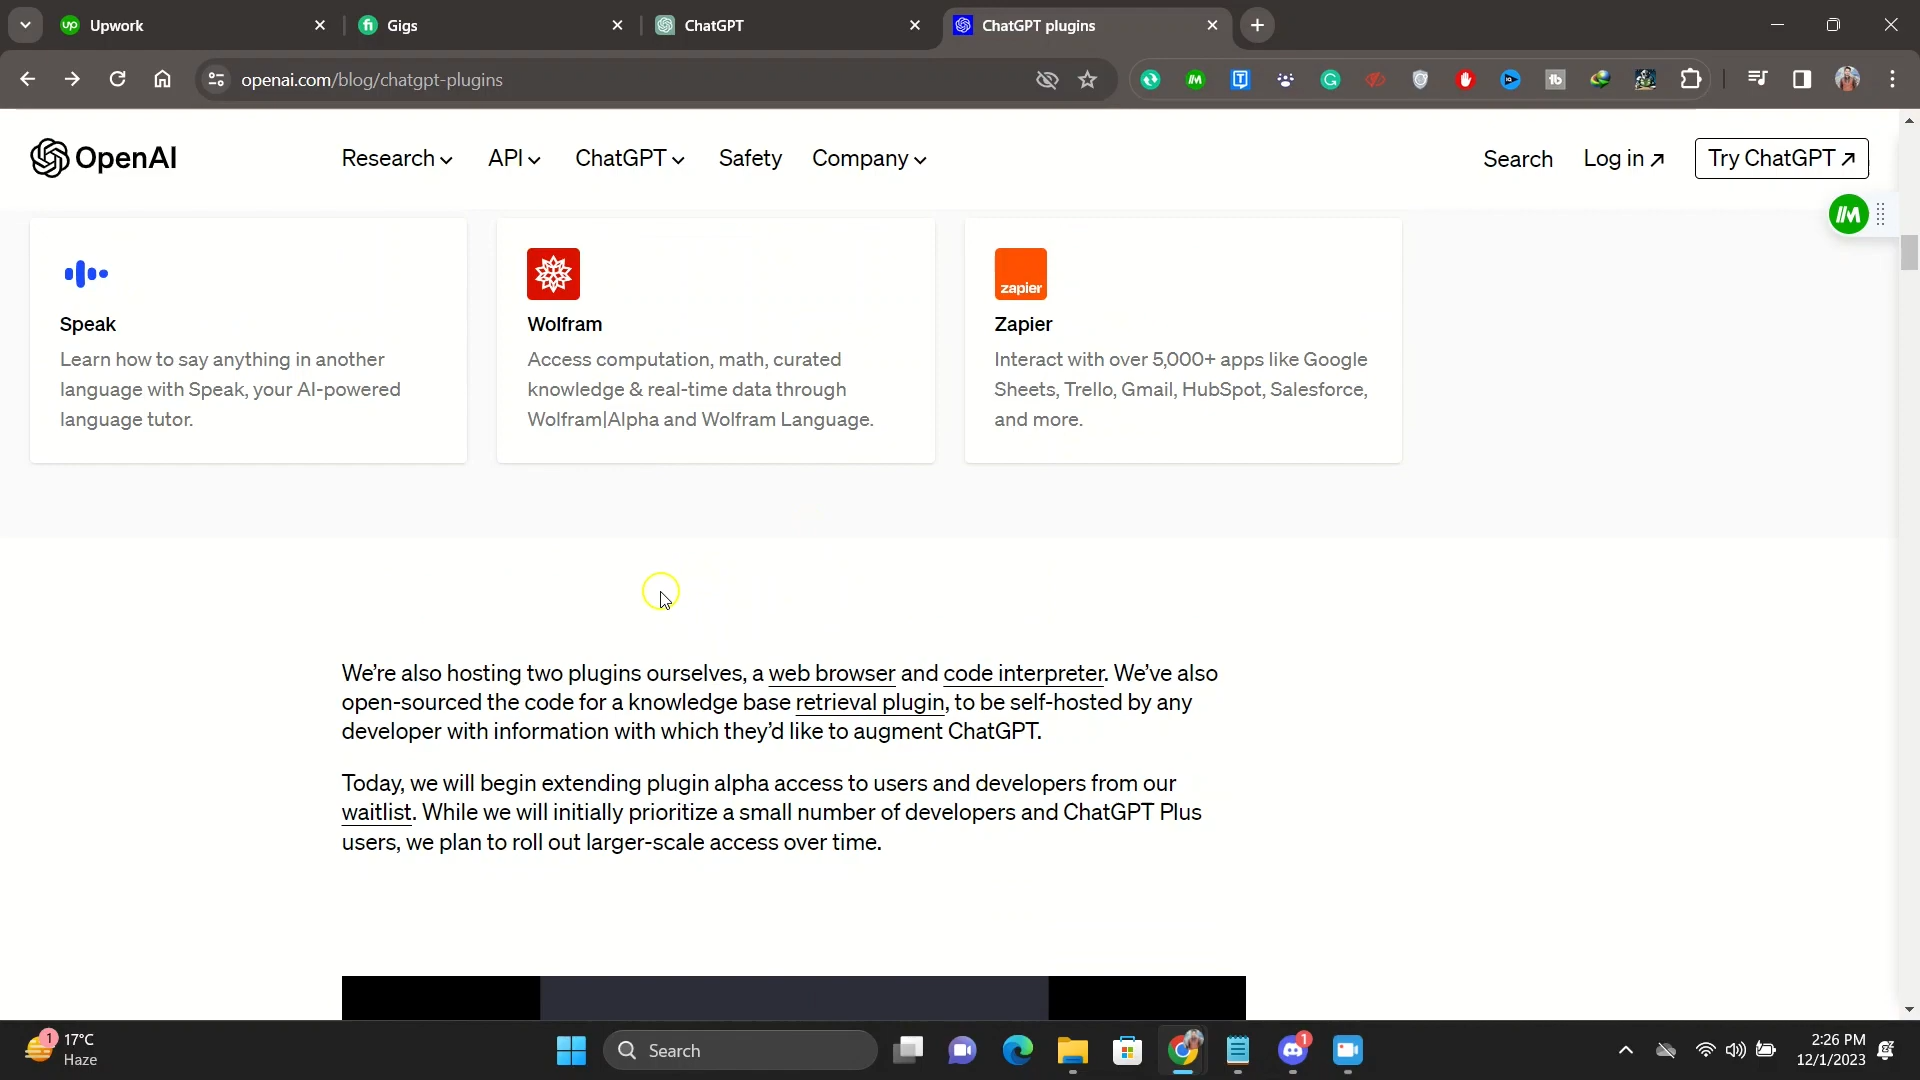 Upwork
Gigs
ChatGPT
ChatGPT plugins
openai.com/blog/chatgpt-plugins
OpenAI
Research
API
ChatGPT
Safety
Company
Search
Log in
Try ChatGPT
Speak
Learn how to say anything in another
language with Speak, your AI-powered
language tutor.
Wolfram
Access computation, math, curated
knowledge & real-time data through
Wolfram|Alpha and Wolfram Language.
zapier
Zapier
Interact with over 5,000+ apps like Google
Sheets, Trello, Gmail, HubSpot, Salesforce,
and more.
We’re also hosting two plugins ourselves, a web browser and code interpreter. We’ve also
open-sourced the code for a knowledge base retrieval plugin, to be self-hosted by any
developer with information with which they’d like to augment ChatGPT.
Today, we will begin extending plugin alpha access to users and developers from our
waitlist. While we will initially prioritize a small number of developers and ChatGPT Plus
users, we plan to roll out larger-scale access over time.
1
17°C
Haze
Search
1
2:26 PM
12/1/2023